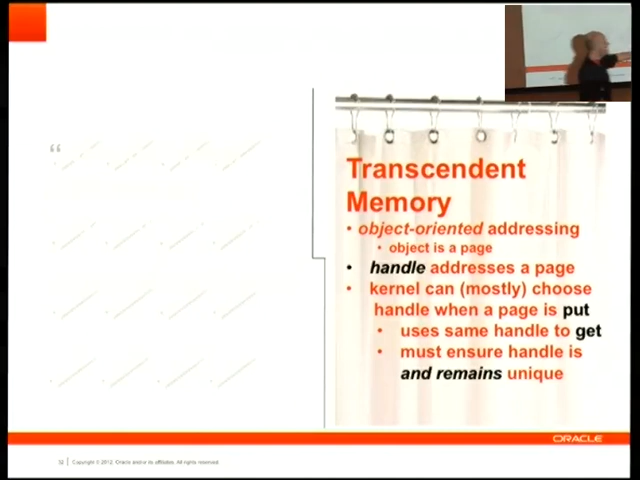 “
Transcendent
Memory
• object-oriented addressing
• object is a page
• handle addresses a page
• kernel can (mostly) choose
handle when a page is put
• uses same handle to get
• must ensure handle is
and remains unique
ORACLE
32 | Copyright © 2012, Oracle and/or its affiliates. All rights reserved.